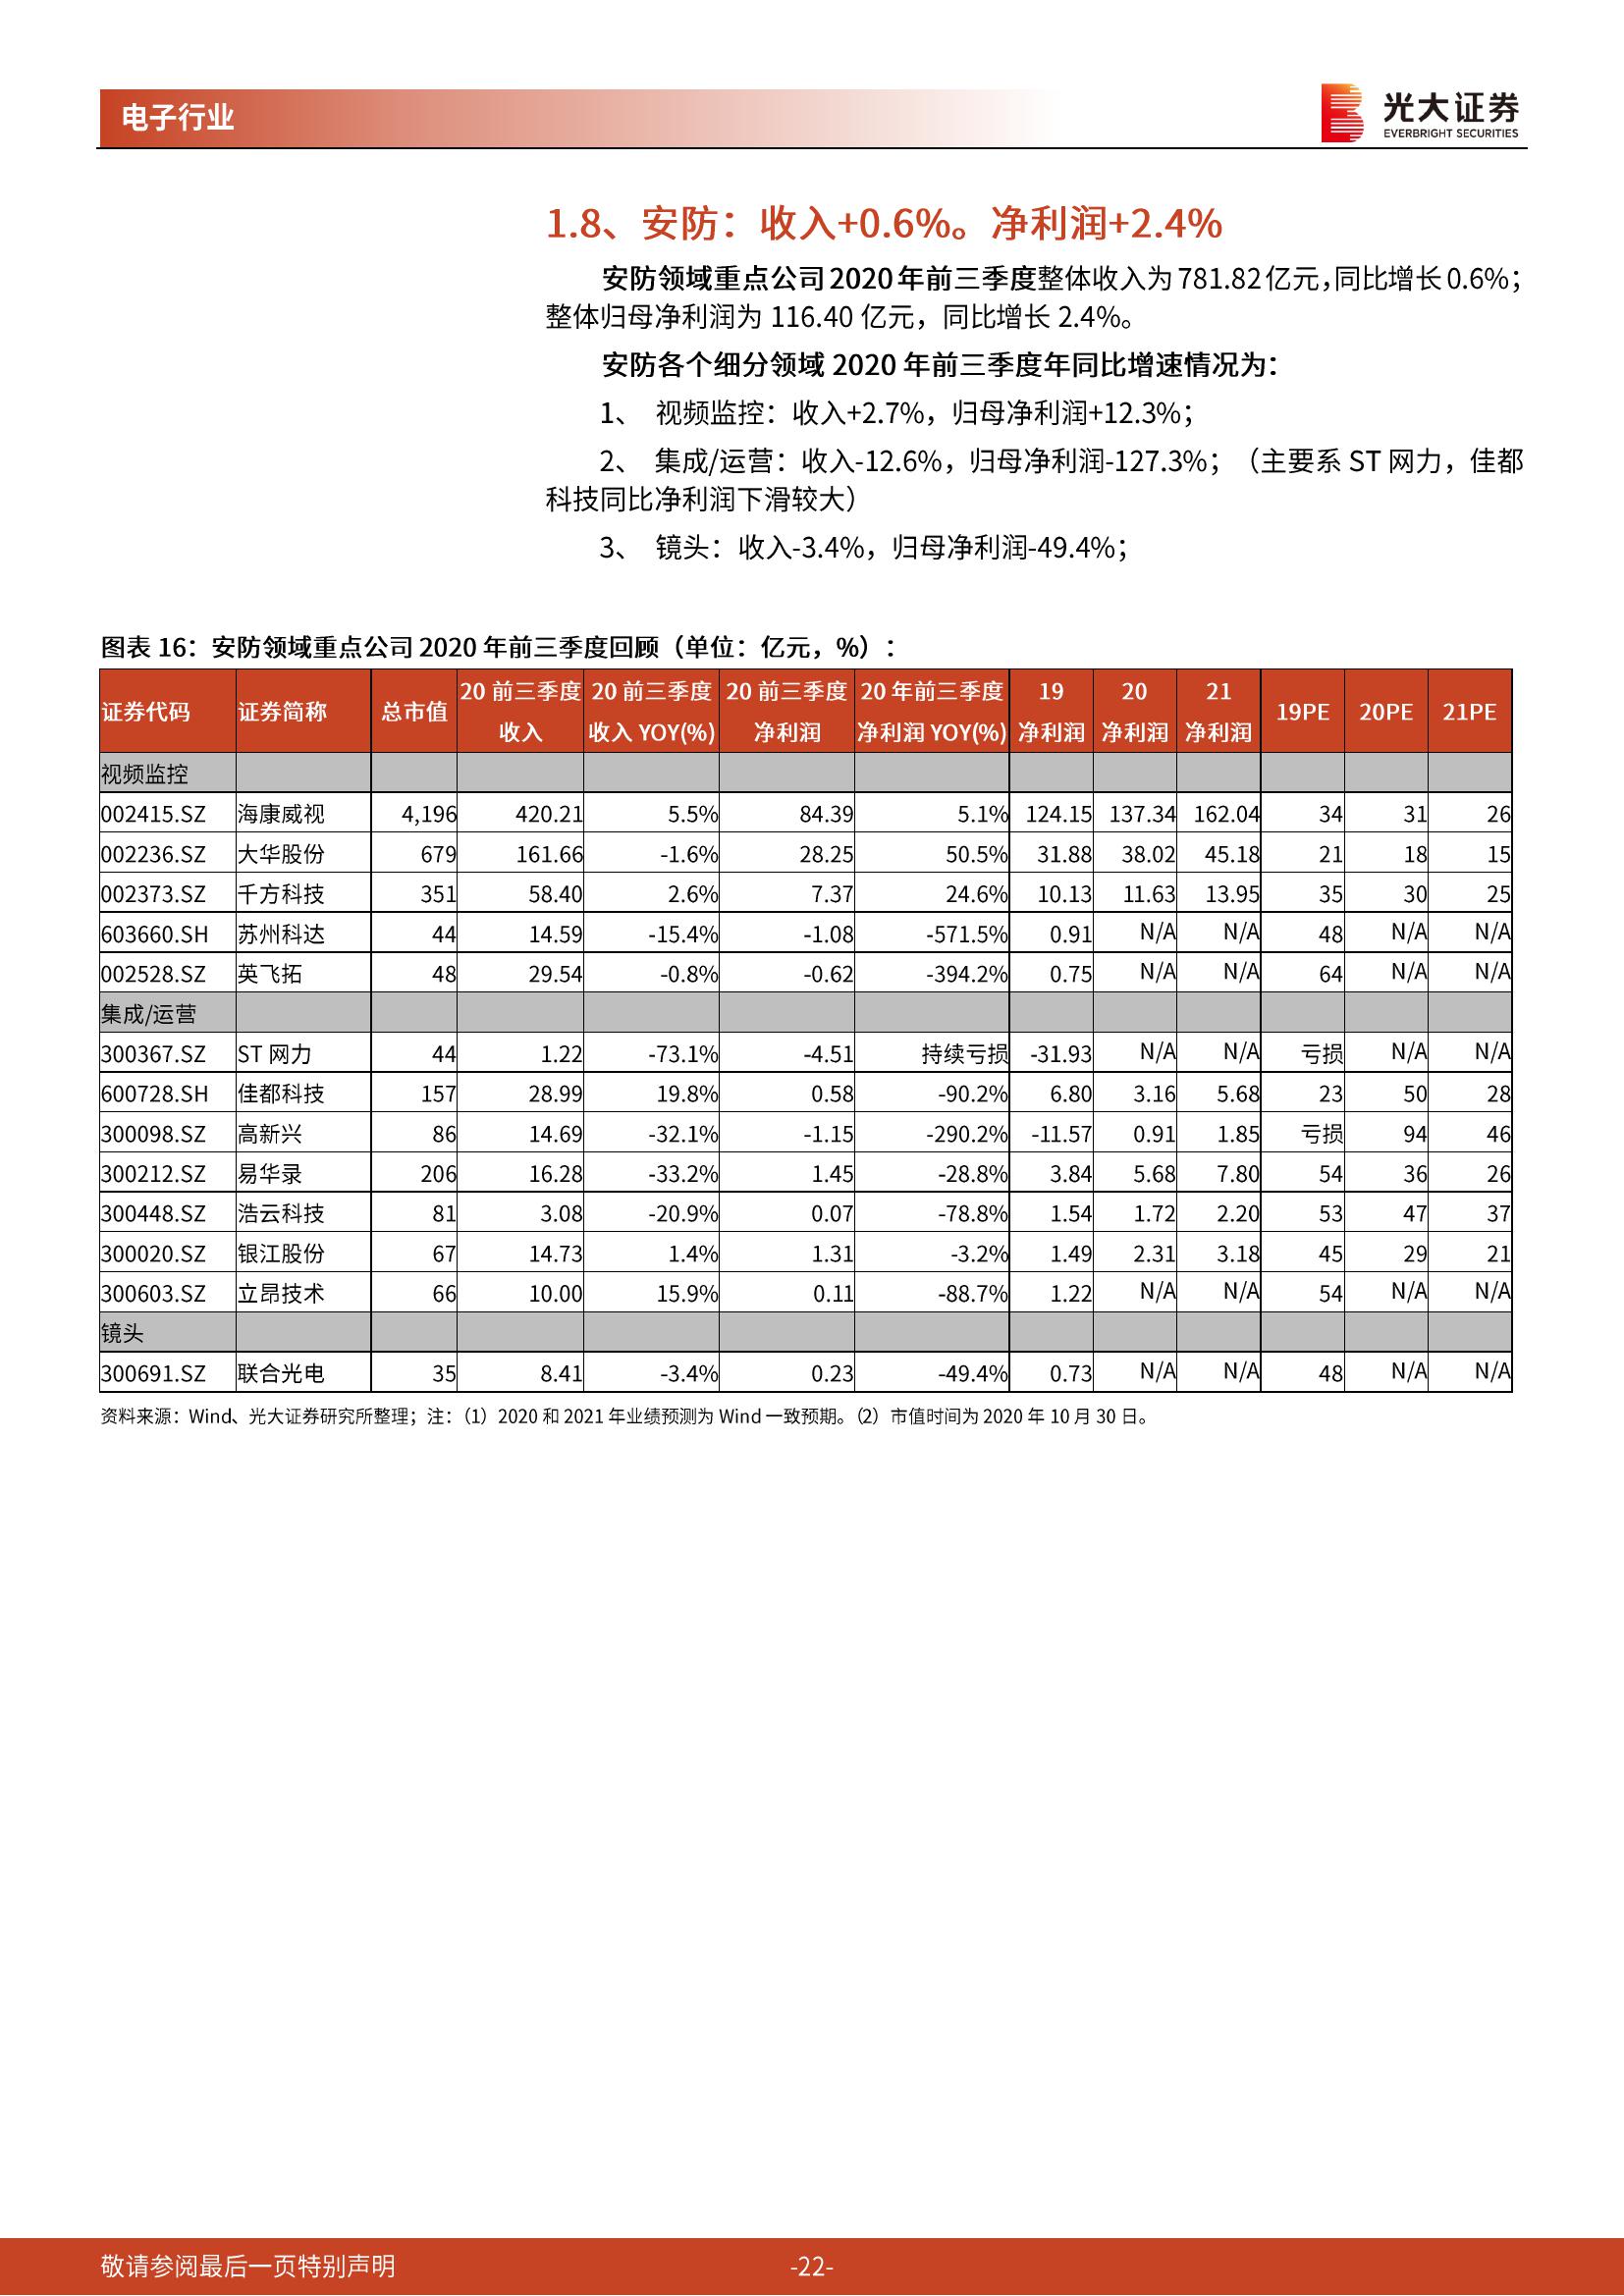 电子行业
光大证券
EVERBRIGHT SECURITIES
1.8、安防：收入+0.6%。净利润+2.4%
安防领域重点公司2020年前三季度整体收入为781.82亿元，同比增长0.6%；
整体归母净利润为 116.40 亿元，同比增长 2.4%。
安防各个细分领域 2020 年前三季度年同比增速情况为：
1、 视频监控：收入+2.7%，归母净利润+12.3%；
2、 集成/运营：收入-12.6%，归母净利润-127.3%；（主要系 ST 网力，佳都
科技同比净利润下滑较大）
3、 镜头：收入-3.4%，归母净利润-49.4%；
图表 16：安防领域重点公司 2020 年前三季度回顾（单位：亿元，%）：
证券代码 证券简称 总市值 20 前三季度收入 20 前三季度收入 YOY(%) 20 前三季度净利润 20 年前三季度净利润 YOY(%) 19净利润 20净利润 21净利润 19PE 20PE 21PE
视频监控
002415.SZ 海康威视 4,196 420.21 5.5% 84.39 5.1% 124.15 137.34 162.04 34 31 26
002236.SZ 大华股份 679 161.66 -1.6% 28.25 50.5% 31.88 38.02 45.18 21 18 15
002373.SZ 千方科技 351 58.40 2.6% 7.37 24.6% 10.13 11.63 13.95 35 30 25
603660.SH 苏州科达 44 14.59 -15.4% -1.08 -571.5% 0.91 N/A N/A 48 N/A N/A
002528.SZ 英飞拓 48 29.54 -0.8% -0.62 -394.2% 0.75 N/A N/A 64 N/A N/A
集成/运营
300367.SZ ST 网力 44 1.22 -73.1% -4.51 持续亏损 -31.93 N/A N/A 亏损 N/A N/A
600728.SH 佳都科技 157 28.99 19.8% 0.58 -90.2% 6.80 3.16 5.68 23 50 28
300098.SZ 高新兴 86 14.69 -32.1% -1.15 -290.2% -11.57 0.91 1.85 亏损 94 46
300212.SZ 易华录 206 16.28 -33.2% 1.45 -28.8% 3.84 5.68 7.80 54 36 26
300448.SZ 浩云科技 81 3.08 -20.9% 0.07 -78.8% 1.54 1.72 2.20 53 47 37
300020.SZ 银江股份 67 14.73 1.4% 1.31 -3.2% 1.49 2.31 3.18 45 29 21
300603.SZ 立昂技术 66 10.00 15.9% 0.11 -88.7% 1.22 N/A N/A 54 N/A N/A
镜头
300691.SZ 联合光电 35 8.41 -3.4% 0.23 -49.4% 0.73 N/A N/A 48 N/A N/A
资料来源：Wind、光大证券研究所整理；注：（1）2020 和 2021 年业绩预测为 Wind 一致预期。（2）市值时间为 2020 年 10 月 30 日。
敬请参阅最后一页特别声明
-22-